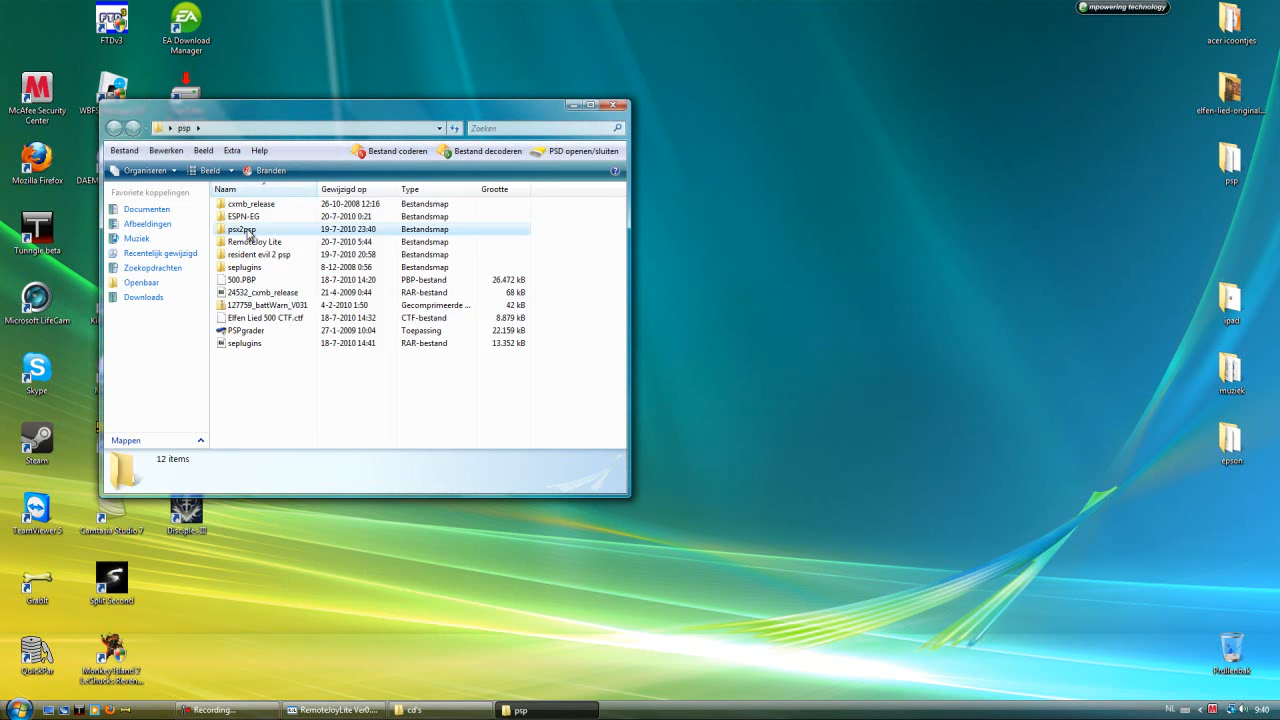 mpowering technology
FTDv3
EA Download Manager
acer icoontjes
McAfee Security Center
elfen-lied-original...
Mozilla Firefox
psp
Tunngle beta
Microsoft LifeCam
ipad
Skype
muziek
Steam
epson
TeamViewer 5
Camtasia Studio 7
Disciples III
GrabIt
Split Second
QuickPar
Monkey Island 2 LeChucks Reven...
Prullenbak
psp
Zoeken
Bestand Bewerken Beeld Extra Help Bestand coderen Bestand decoderen PSD openen/sluiten
Organiseren Beeld Branden
Favoriete koppelingen
Documenten
Afbeeldingen
Muziek
Recentelijk gewijzigd
Zoekopdrachten
Openbaar
Downloads
Mappen
Naam Gewijzigd op Type Grootte
cxmb_release 26-10-2008 12:16 Bestandsmap
ESPN-EG 20-7-2010 0:21 Bestandsmap
psx2psp 19-7-2010 23:40 Bestandsmap
RemoteJoy Lite 20-7-2010 5:44 Bestandsmap
resident evil 2 psp 19-7-2010 20:58 Bestandsmap
seplugins 8-12-2008 0:56 Bestandsmap
500.PBP 18-7-2010 14:20 PBP-bestand 26.472 kB
24532_cxmb_release 21-4-2009 0:44 RAR-bestand 68 kB
127759_battWarn_V031 4-2-2010 1:50 Gecomprimeerde ... 42 kB
Elfen Lied 500 CTF.ctf 18-7-2010 14:32 CTF-bestand 8.879 kB
PSPgrader 27-1-2009 10:04 Toepassing 22.159 kB
seplugins 18-7-2010 14:41 RAR-bestand 13.352 kB
12 items
Recording... RemoteJoyLite Ver0.... cd's psp NL 9:40